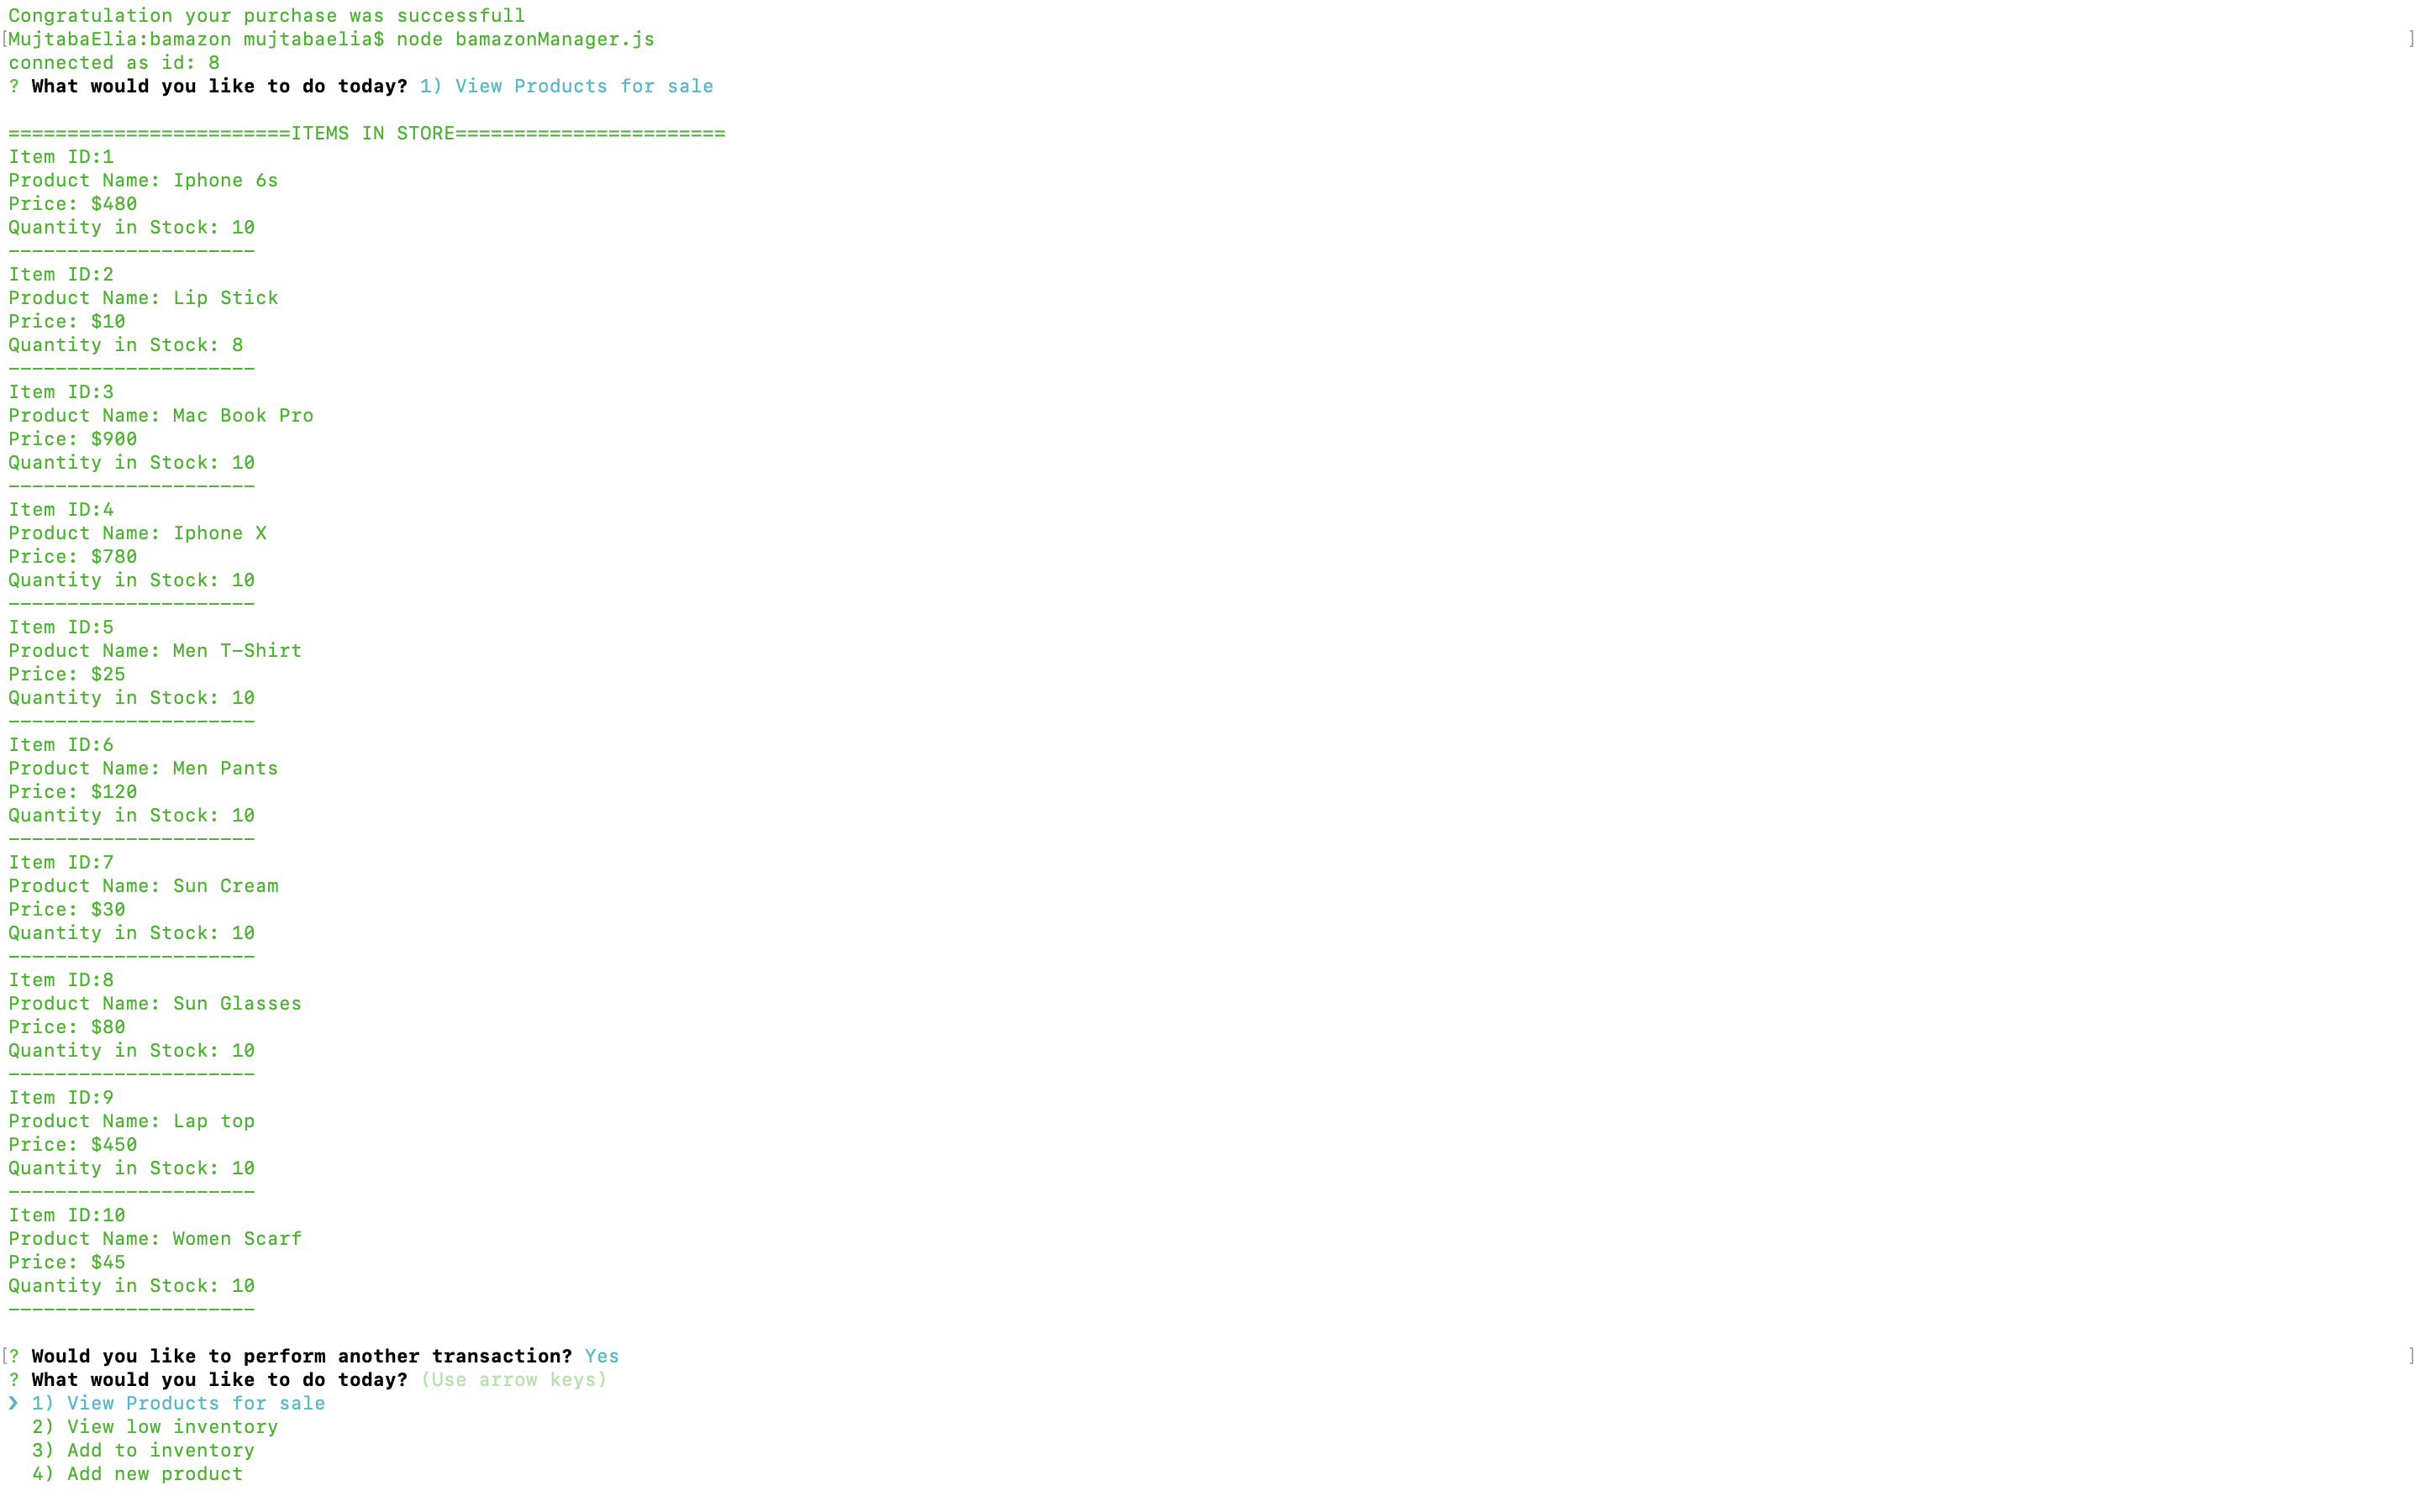 Congratulation your purchase was successfull
[MujtabaElia:bamazon mujtabaelia$ node bamazonManager.js ]
connected as id: 8
? What would you like to do today? 1) View Products for sale
========================ITEMS IN STORE=======================
Item ID:1
Product Name: Iphone 6s
Price: $480
Quantity in Stock: 10
---------------------
Item ID:2
Product Name: Lip Stick
Price: $10
Quantity in Stock: 8
---------------------
Item ID:3
Product Name: Mac Book Pro
Price: $900
Quantity in Stock: 10
---------------------
Item ID:4
Product Name: Iphone X
Price: $780
Quantity in Stock: 10
---------------------
Item ID:5
Product Name: Men T-Shirt
Price: $25
Quantity in Stock: 10
---------------------
Item ID:6
Product Name: Men Pants
Price: $120
Quantity in Stock: 10
---------------------
Item ID:7
Product Name: Sun Cream
Price: $30
Quantity in Stock: 10
---------------------
Item ID:8
Product Name: Sun Glasses
Price: $80
Quantity in Stock: 10
---------------------
Item ID:9
Product Name: Lap top
Price: $450
Quantity in Stock: 10
---------------------
Item ID:10
Product Name: Women Scarf
Price: $45
Quantity in Stock: 10
---------------------
[? Would you like to perform another transaction? Yes ]
? What would you like to do today? (Use arrow keys)
❯ 1) View Products for sale
2) View low inventory
3) Add to inventory
4) Add new product